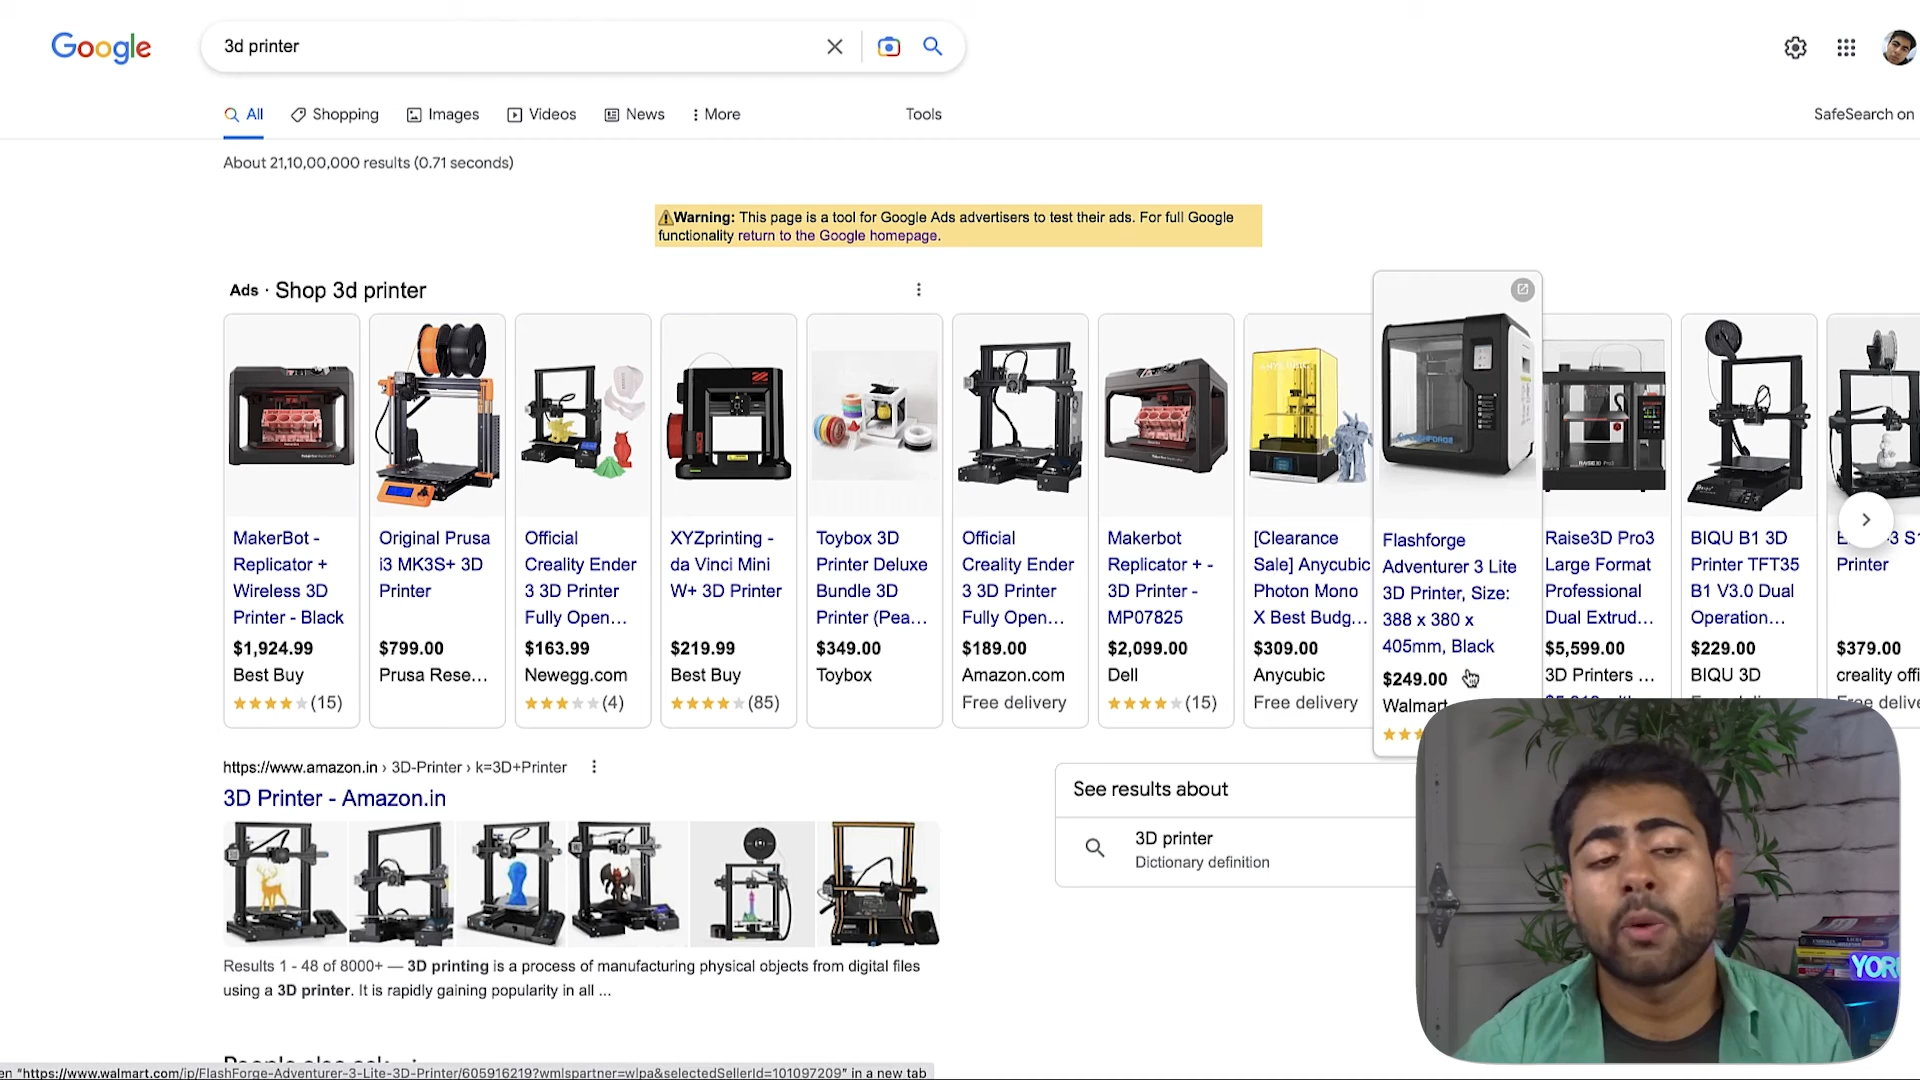 Google
3d printer
All
Shopping
Images
Videos
News
More
Tools
SafeSearch on
About 21,10,00,000 results (0.71 seconds)
Warning: This page is a tool for Google Ads advertisers to test their ads. For full Google
functionality return to the Google homepage.
Ads · Shop 3d printer
MakerBot -
Replicator +
Wireless 3D
Printer - Black
$1,924.99
Best Buy
(15)
Original Prusa
i3 MK3S+ 3D
Printer
$799.00
Prusa Rese...
Official
Creality Ender
3 3D Printer
Fully Open...
$163.99
Newegg.com
(4)
XYZprinting -
da Vinci Mini
W+ 3D Printer
$219.99
Best Buy
(85)
Toybox 3D
Printer Deluxe
Bundle 3D
Printer (Pea...
$349.00
Toybox
Official
Creality Ender
3 3D Printer
Fully Open...
$189.00
Amazon.com
Free delivery
Makerbot
Replicator + -
3D Printer -
MP07825
$2,099.00
Dell
(15)
[Clearance
Sale] Anycubic
Photon Mono
X Best Budg...
$309.00
Anycubic
Free delivery
Flashforge
Adventurer 3 Lite
3D Printer, Size:
388 x 380 x
405mm, Black
$249.00
Walmart
Raise3D Pro3
Large Format
Professional
Dual Extrud...
$5,599.00
3D Printers ...
BIQU B1 3D
Printer TFT35
B1 V3.0 Dual
Operation...
$229.00
BIQU 3D
Printer
$379.00
creality offi
https://www.amazon.in › 3D-Printer › k=3D+Printer
3D Printer - Amazon.in
Results 1 - 48 of 8000+ — 3D printing is a process of manufacturing physical objects from digital files
using a 3D printer. It is rapidly gaining popularity in all ...
See results about
3D printer
Dictionary definition
YOR
en "https://www.walmart.com/ip/FlashForge-Adventurer-3-Lite-3D-Printer/605916219?wmlspartner=wlpa&selectedSellerId=101097209" in a new tab